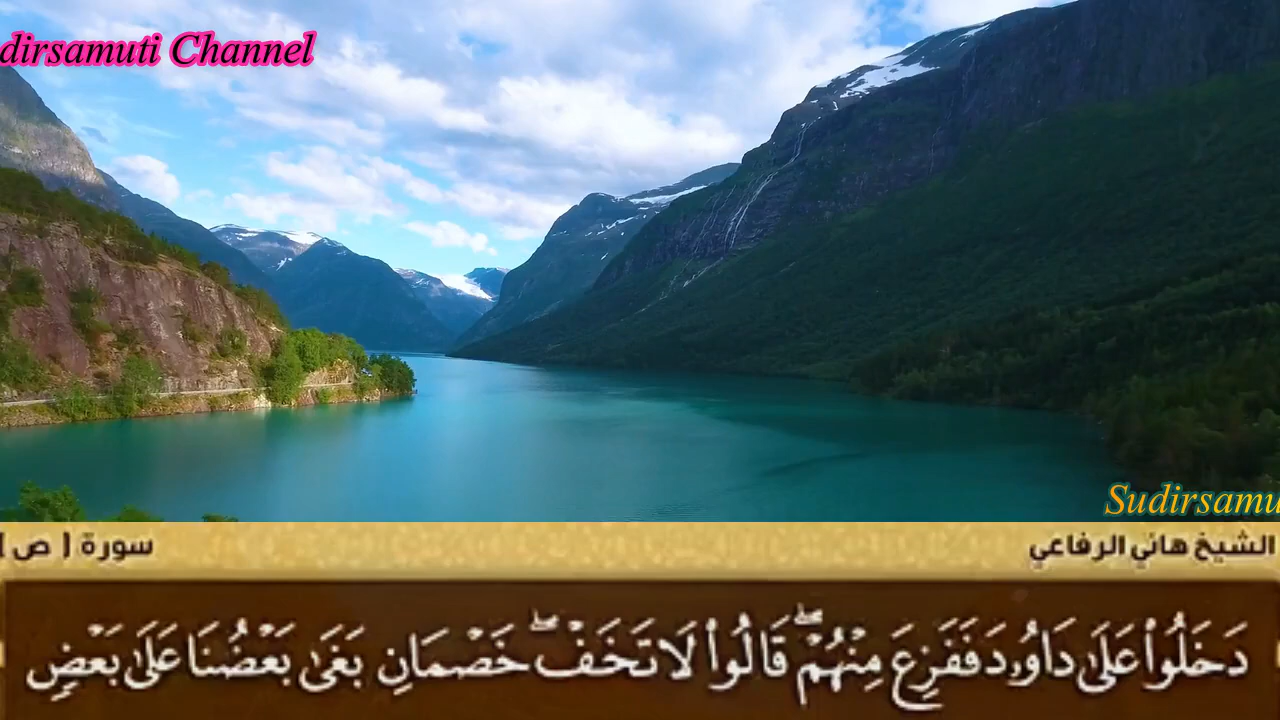 dirsamuti Channel
Sudirsamu
الشيخ هاني الرفاعي
سورة ( ص )
دَخَلُوا۟ عَلَىٰ دَاوُۥدَ فَفَزِعَ مِنْهُمْ ۖ قَالُوا۟ لَا تَخَفْ ۖ خَصْمَانِ بَغَىٰ بَعْضُنَا عَلَىٰ بَعْضٍ